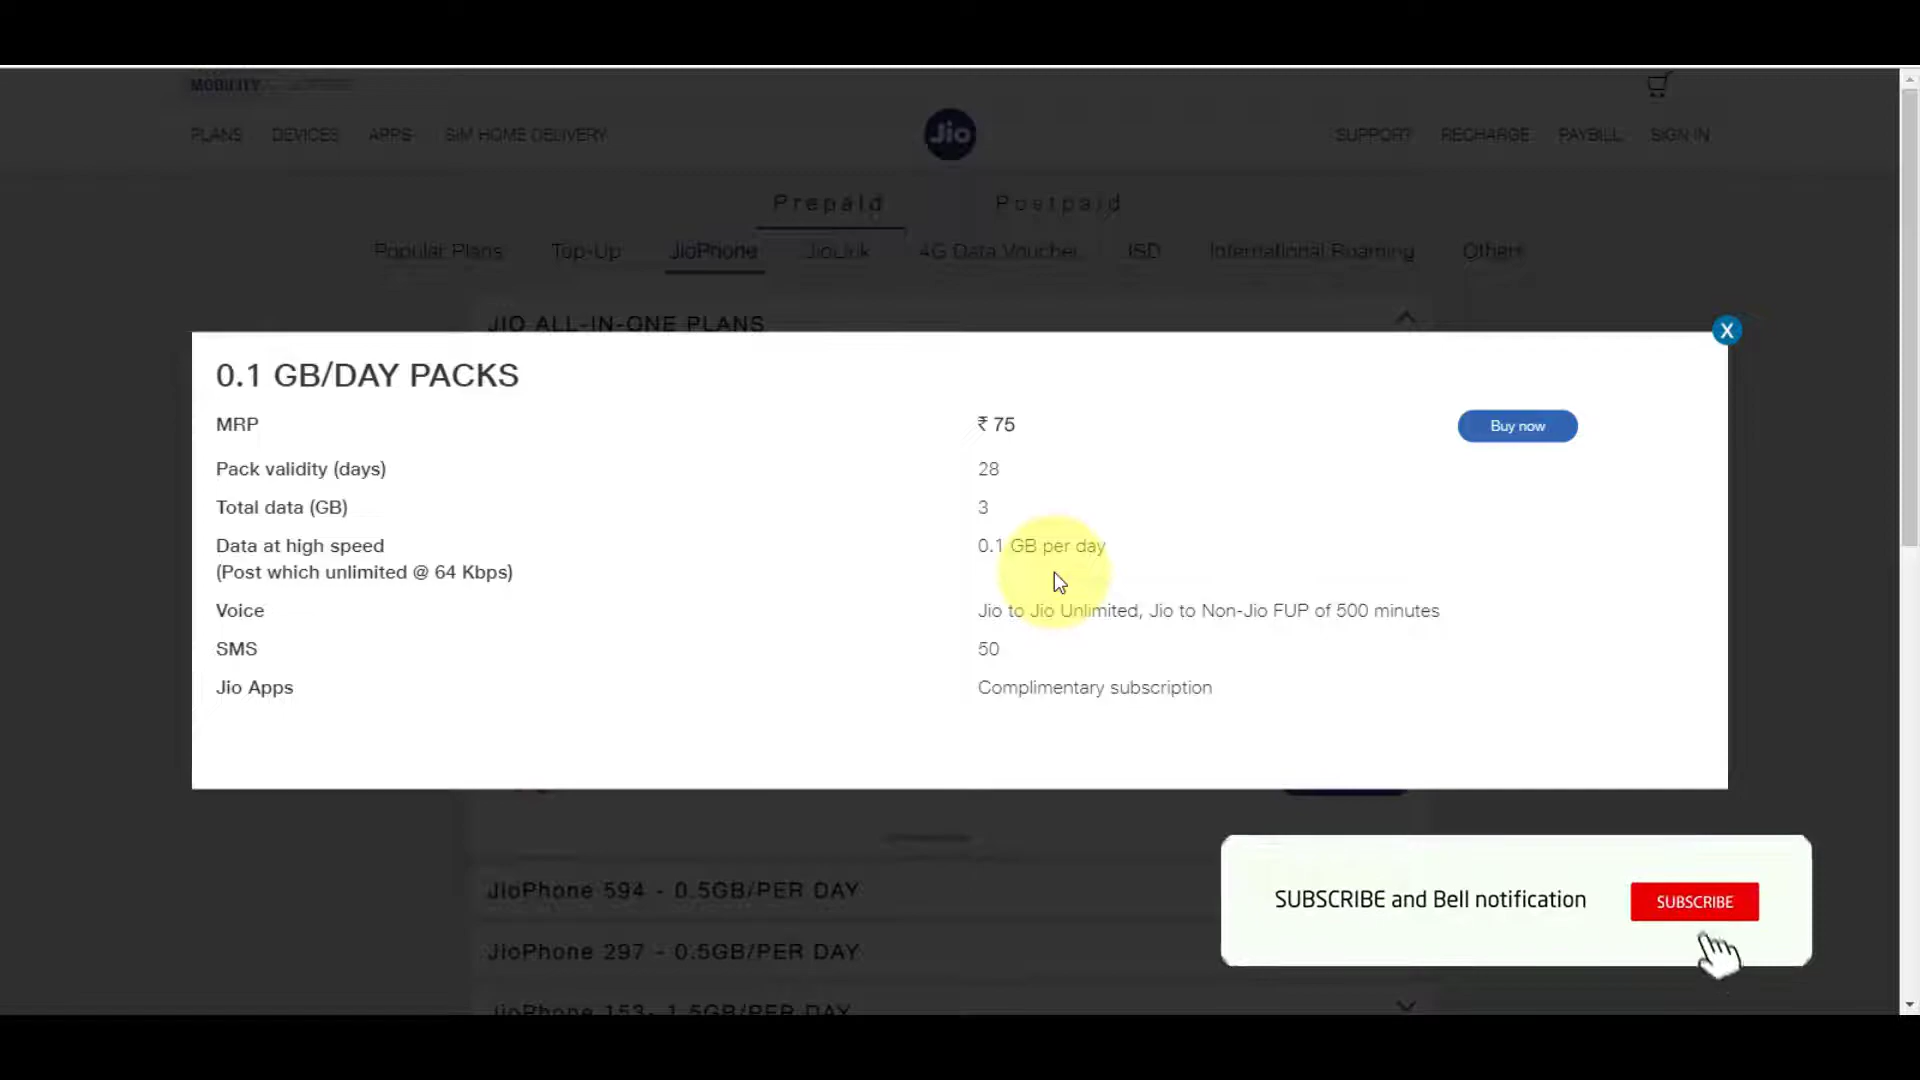 MOBILITY
PLANS DEVICES APPS SIM HOME DELIVERY Jio SUPPORT RECHARGE PAYBILL SIGN IN
Prepaid Postpaid
Popular Plans Top-Up JioPhone JioLink 4G Data Voucher ISD International Roaming Others
JIO ALL-IN-ONE PLANS
X
0.1 GB/DAY PACKS
MRP ₹ 75 Buy now
Pack validity (days) 28
Total data (GB) 3
Data at high speed 0.1 GB per day
(Post which unlimited @ 64 Kbps)
Voice Jio to Jio Unlimited, Jio to Non-Jio FUP of 500 minutes
SMS 50
Jio Apps Complimentary subscription
JioPhone 594 - 0.5GB/PER DAY
SUBSCRIBE and Bell notification SUBSCRIBE
JioPhone 297 - 0.5GB/PER DAY
JioPhone 153- 1.5GB/PER DAY